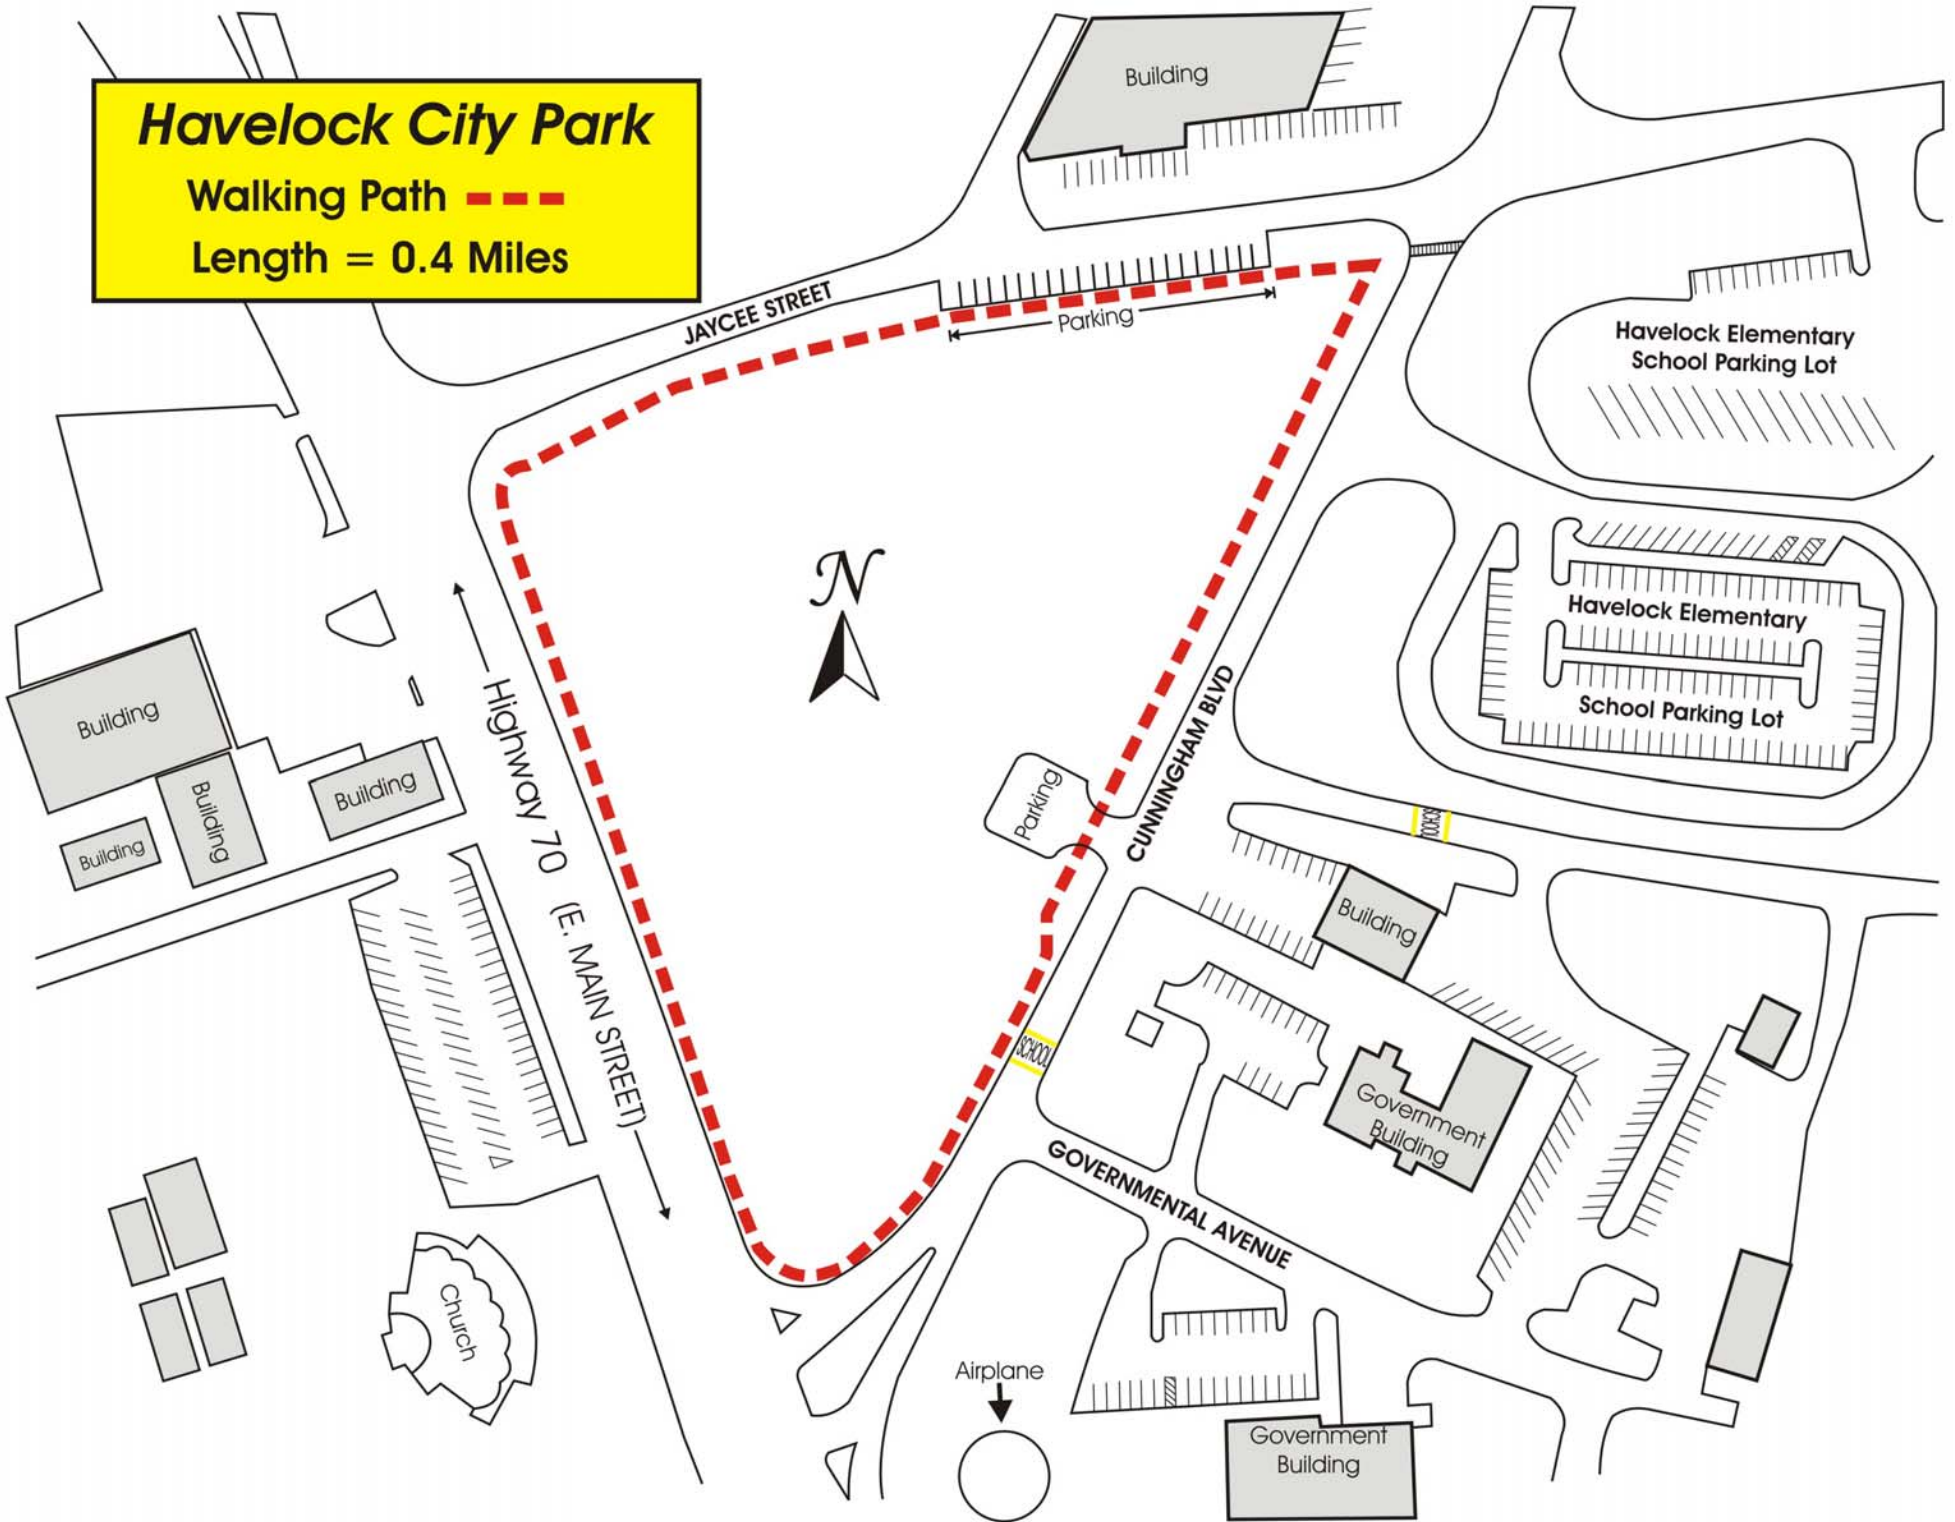 Havelock City Park
Walking Path
Length = 0.4 Miles
Building
JAYCEE STREET
Parking
Havelock Elementary
School Parking Lot
N
Havelock Elementary
School Parking Lot
Highway 70 (E. MAIN STREET)
CUNNINGHAM BLVD
Parking
Building
Building
Building
Building
SCHOOL
Building
SCHOOL
Government
Building
GOVERNMENTAL AVENUE
Church
Airplane
Government
Building